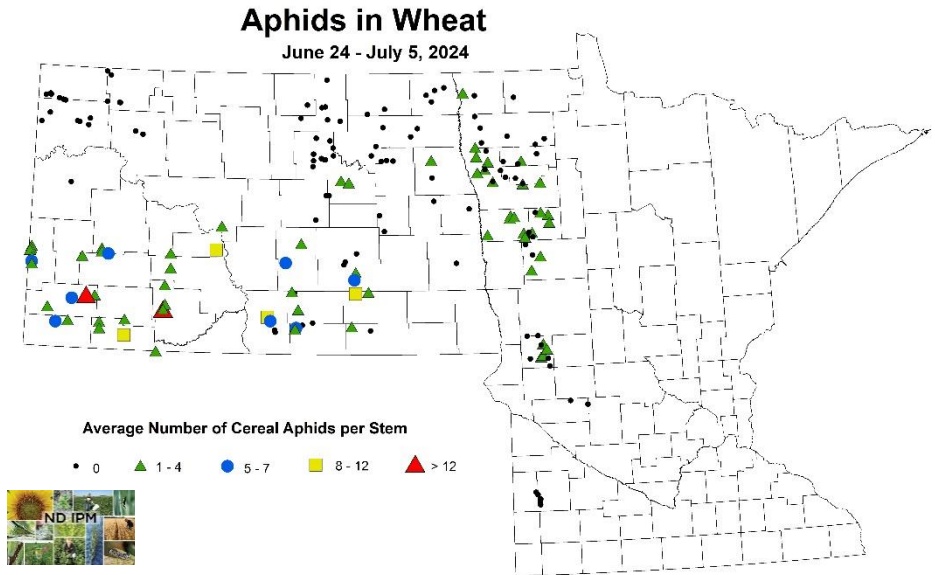 Aphids in Wheat
June 24 - July 5, 2024
Average Number of Cereal Aphids per Stem
0 1 - 4 5 - 7 8 - 12 > 12
ND iPM